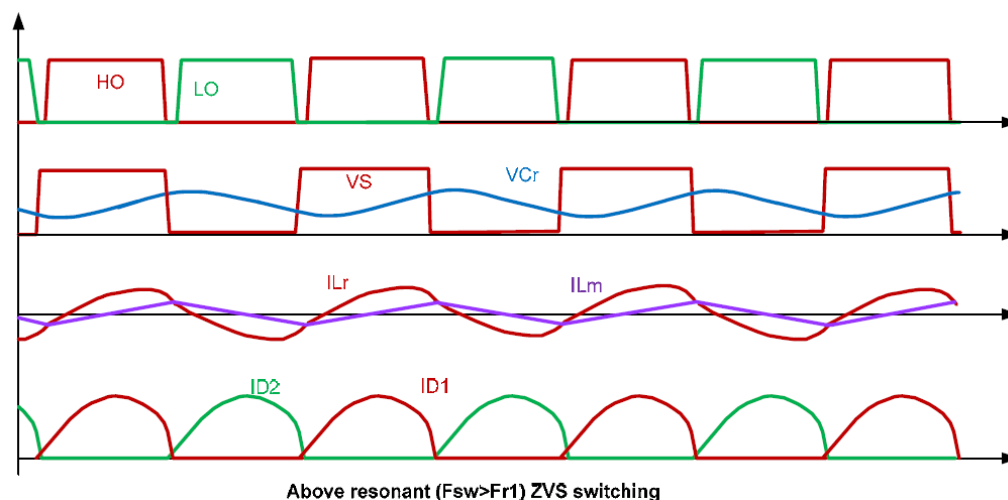 HO LO
VS VCr
ILr ILm
ID2 ID1
Above resonant (Fsw>Fr1) ZVS switching